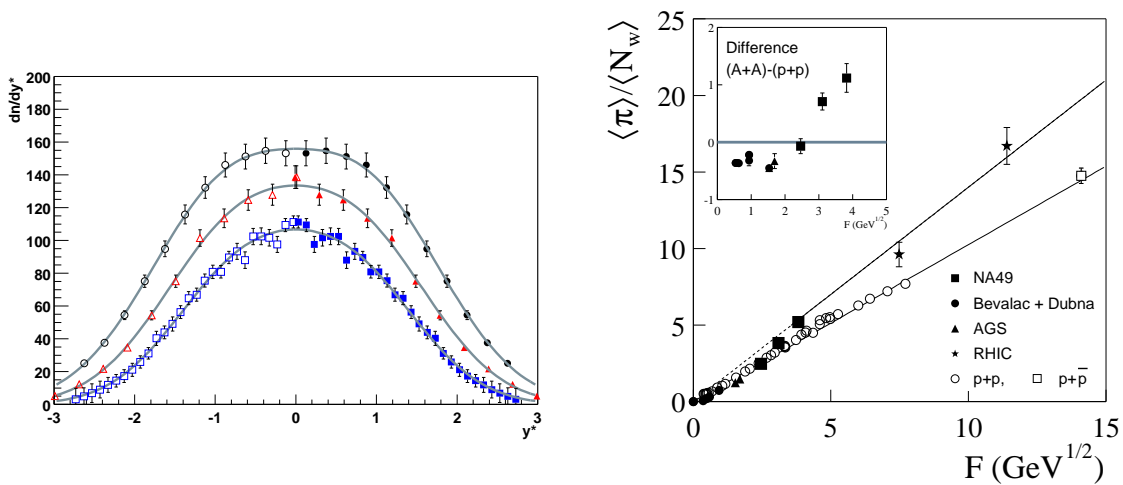 dn/dy*
200
180
160
140
120
100
80
60
40
20
0
-3 -2 -1 0 1 2 3
y*
⟨π⟩/⟨N_w⟩
25
20
15
10
5
0
0 5 10 15
F (GeV^{1/2})
2
1
0
-1
0 1 2 3 4 5
F (GeV^{1/2})
Difference
(A+A)-(p+p)
NA49
Bevalac + Dubna
AGS
RHIC
p+p, p+p̅